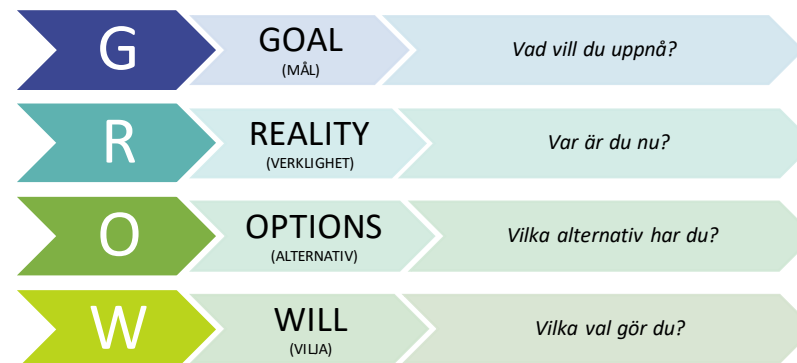 G
GOAL
(MÅL)
Vad vill du uppnå?
R
REALITY
(VERKLIGHET)
Var är du nu?
O
OPTIONS
(ALTERNATIV)
Vilka alternativ har du?
W
WILL
(VILJA)
Vilka val gör du?